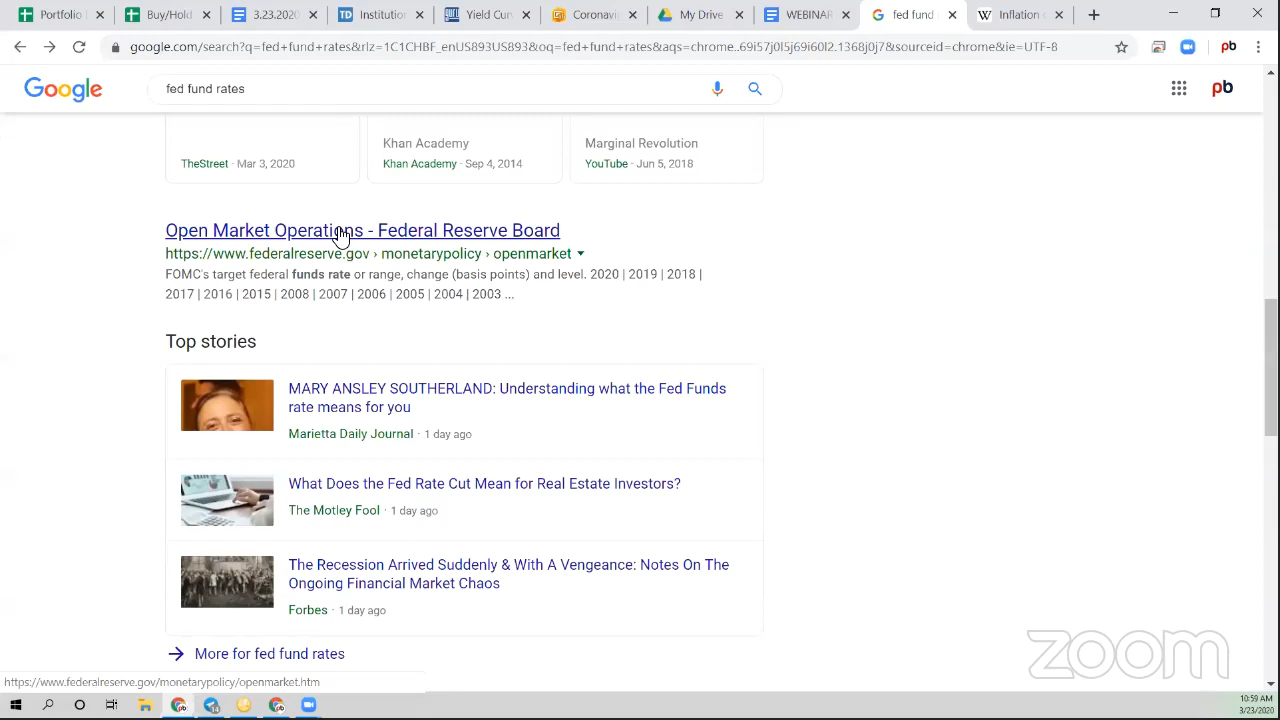 Portfolic
Buy/Hold
3.23.2020
Institution
Yield Cur
Coronavir
My Drive
WEBINA
fed fund
Inflation
google.com/search?q=fed+fund+rates&rlz=1C1CHBF_enUS893US893&oq=fed+fund+rates&aqs=chrome..69i57j0l5j69i60l2.1368j0j7&sourceid=chrome&ie=UTF-8
pb
Google
fed fund rates
pb
Khan Academy
Marginal Revolution
TheStreet · Mar 3, 2020
Khan Academy · Sep 4, 2014
YouTube · Jun 5, 2018
Open Market Operations - Federal Reserve Board
https://www.federalreserve.gov › monetarypolicy › openmarket
FOMC's target federal funds rate or range, change (basis points) and level. 2020 | 2019 | 2018 |
2017 | 2016 | 2015 | 2008 | 2007 | 2006 | 2005 | 2004 | 2003 ...
Top stories
MARY ANSLEY SOUTHERLAND: Understanding what the Fed Funds
rate means for you
Marietta Daily Journal · 1 day ago
What Does the Fed Rate Cut Mean for Real Estate Investors?
The Motley Fool · 1 day ago
The Recession Arrived Suddenly & With A Vengeance: Notes On The
Ongoing Financial Market Chaos
Forbes · 1 day ago
More for fed fund rates
zoom
https://www.federalreserve.gov/monetarypolicy/openmarket.htm
10:59 AM
3/23/2020